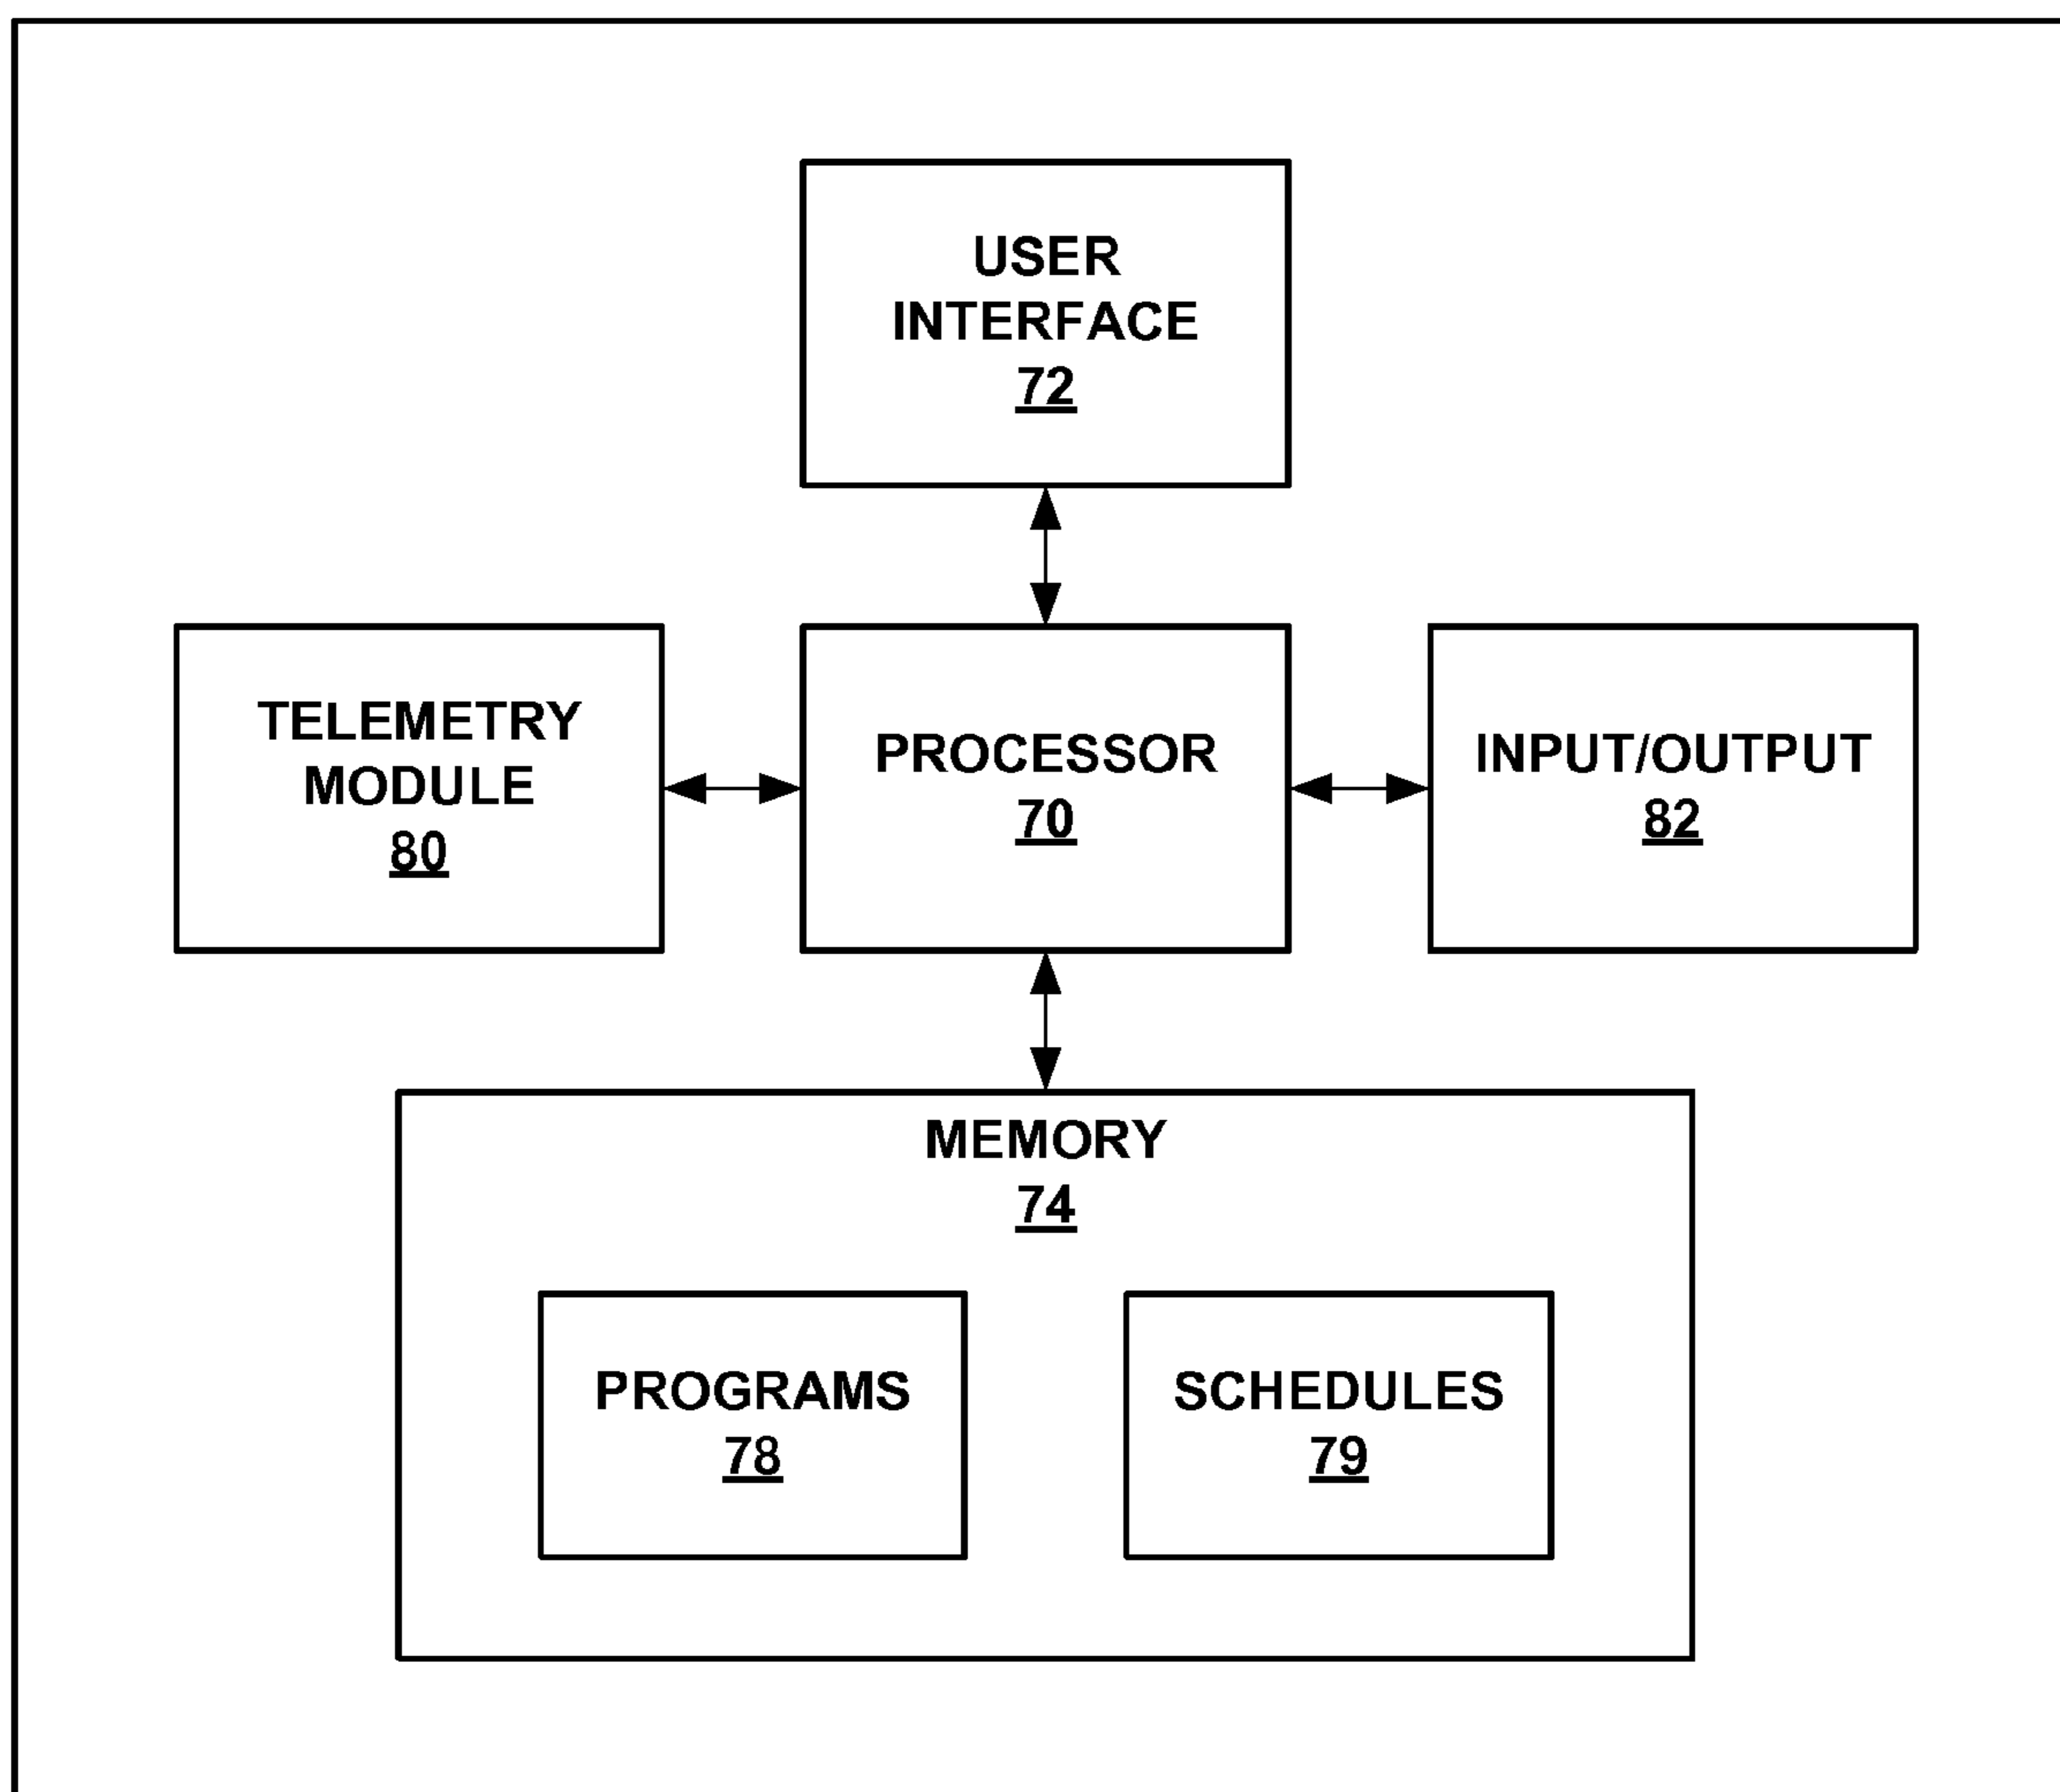 USER
INTERFACE
72
TELEMETRY
MODULE
80
PROCESSOR
70
INPUT/OUTPUT
82
MEMORY
74
PROGRAMS
78
SCHEDULES
79